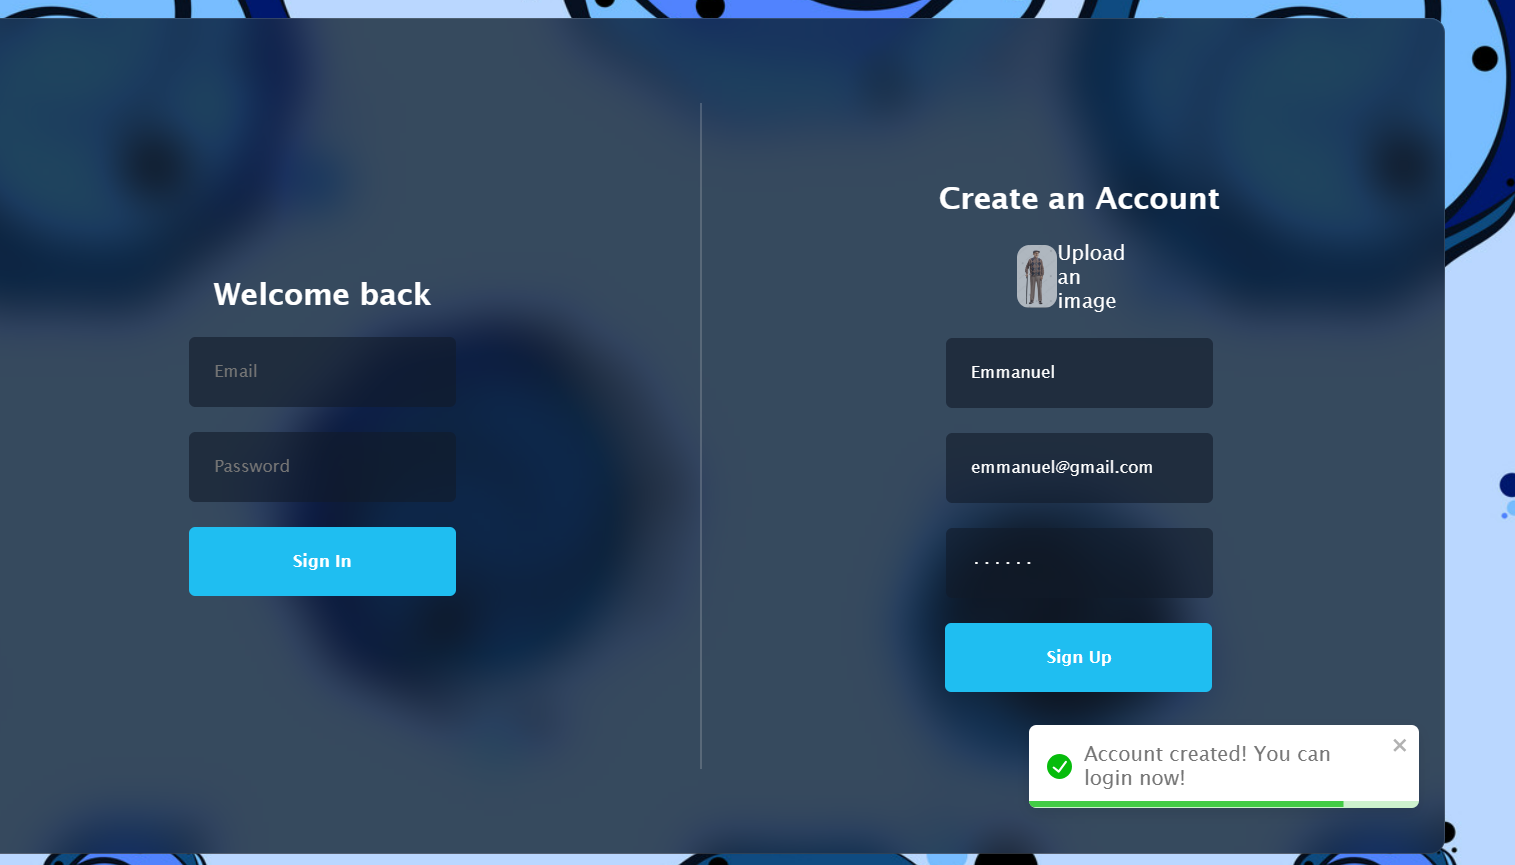 Welcome back
Email
Password
Sign In
Create an Account
Upload
an
image
Emmanuel
emmanuel@gmail.com
......
Sign Up
Account created! You can
login now!